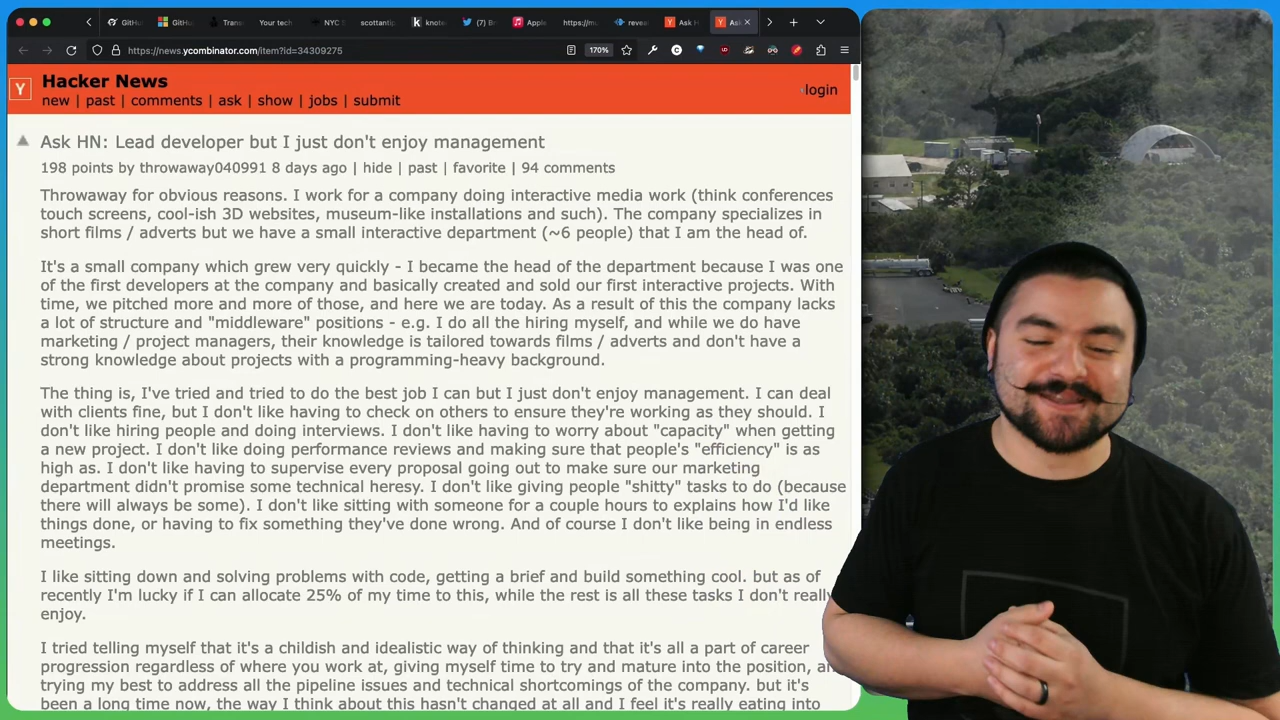 GitHu
GitHub
Trans
Your tech
NYC S
scottantip
knote
(7) Bri
Apple
https://mu
revea
Ask H
Ask
https://news.ycombinator.com/item?id=34309275
170%
Y
Hacker News
new | past | comments | ask | show | jobs | submit
login
Ask HN: Lead developer but I just don't enjoy management
198 points by throwaway040991 8 days ago | hide | past | favorite | 94 comments
Throwaway for obvious reasons. I work for a company doing interactive media work (think conferences
touch screens, cool-ish 3D websites, museum-like installations and such). The company specializes in
short films / adverts but we have a small interactive department (~6 people) that I am the head of.
It's a small company which grew very quickly - I became the head of the department because I was one
of the first developers at the company and basically created and sold our first interactive projects. With
time, we pitched more and more of those, and here we are today. As a result of this the company lacks
a lot of structure and "middleware" positions - e.g. I do all the hiring myself, and while we do have
marketing / project managers, their knowledge is tailored towards films / adverts and don't have a
strong knowledge about projects with a programming-heavy background.
The thing is, I've tried and tried to do the best job I can but I just don't enjoy management. I can deal
with clients fine, but I don't like having to check on others to ensure they're working as they should. I
don't like hiring people and doing interviews. I don't like having to worry about "capacity" when getting
a new project. I don't like doing performance reviews and making sure that people's "efficiency" is as
high as. I don't like having to supervise every proposal going out to make sure our marketing
department didn't promise some technical heresy. I don't like giving people "shitty" tasks to do (because
there will always be some). I don't like sitting with someone for a couple hours to explains how I'd like
things done, or having to fix something they've done wrong. And of course I don't like being in endless
meetings.
I like sitting down and solving problems with code, getting a brief and build something cool. but as of
recently I'm lucky if I can allocate 25% of my time to this, while the rest is all these tasks I don't really
enjoy.
I tried telling myself that it's a childish and idealistic way of thinking and that it's all a part of career
progression regardless of where you work at, giving myself time to try and mature into the position, an
trying my best to address all the pipeline issues and technical shortcomings of the company. but it's
been a long time now, the way I think about this hasn't changed at all and I feel it's really eating into